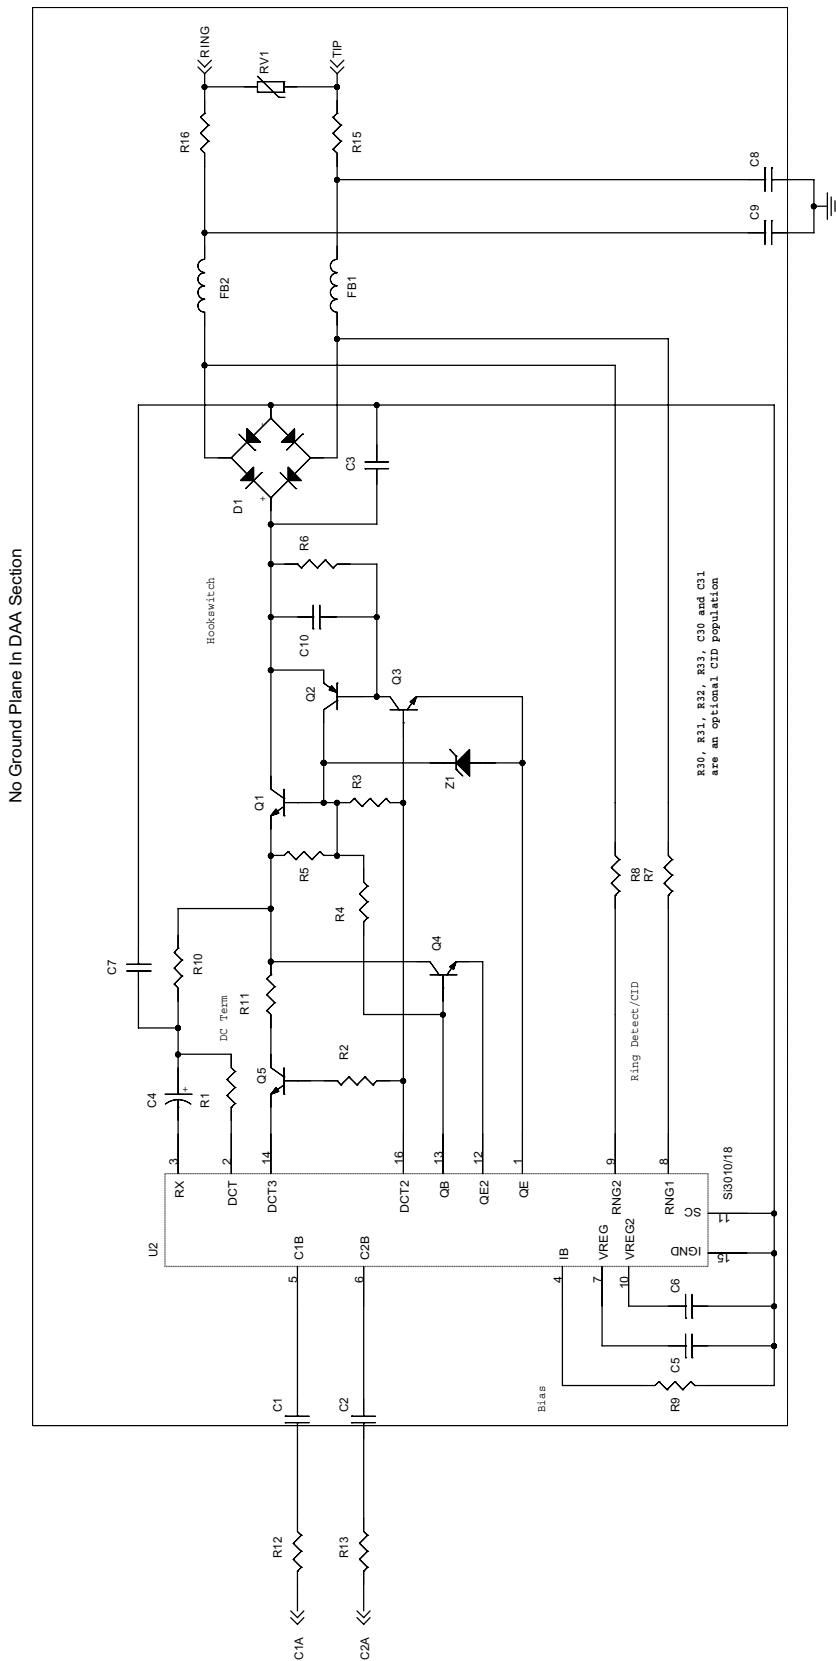 No Ground Plane In DAA Section
RING
TIP
RV1
R16
R15
C8
C9
FB2
FB1
D1
+
-
C3
Hookswitch
R6
C10
Q2
Q3
Q1
R3
Z1
R5
R4
R30, R31, R32, R33, C30 and C31
are an optional CID population
R8
R7
C7
R10
R11
Q4
DC Term
Ring Detect/CID
C4
+
R1
Q5
R2
3
2
14
16
13
12
1
9
8
RX
DCT
DCT3
DCT2
QB
QE2
QE
RNG2
RNG1
Si3010/18
SC
11
IGND
15
U2
C1B
C2B
IB
VREG
VREG2
5
6
4
7
10
C6
C5
R9
Bias
C1
C2
R12
R13
C1A
C2A